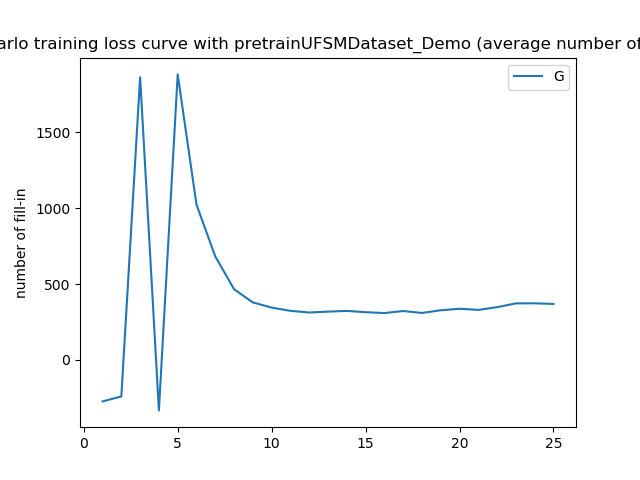 arlo training loss curve with pretrainUFSMDataset_Demo (average number of
G
number of fill-in
1500
1000
500
0
0 5 10 15 20 25